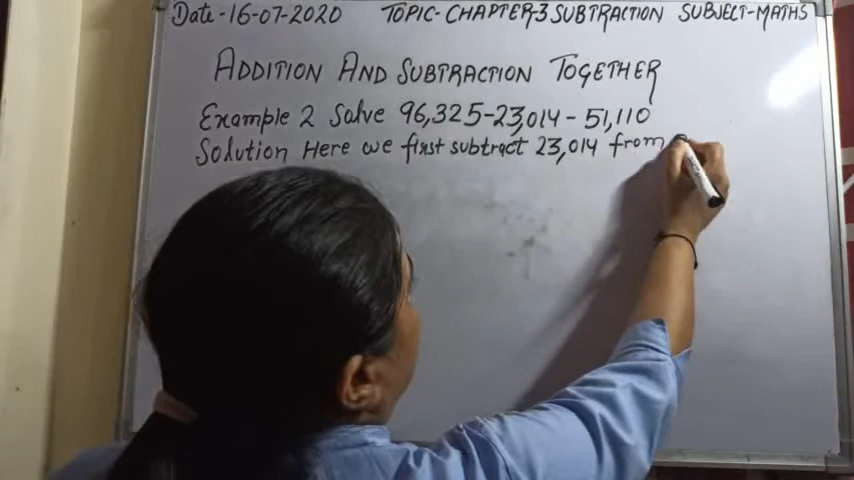 Date-16-07-2020 TOPIC-CHAPTER-3 SUBTRACTION SUBJECT-MATHS
ADDITION AND SUBTRACTION TOGETHER
Example 2 Solve 96,325-23,014-51,110
Solution Here we first subtract 23,014 from